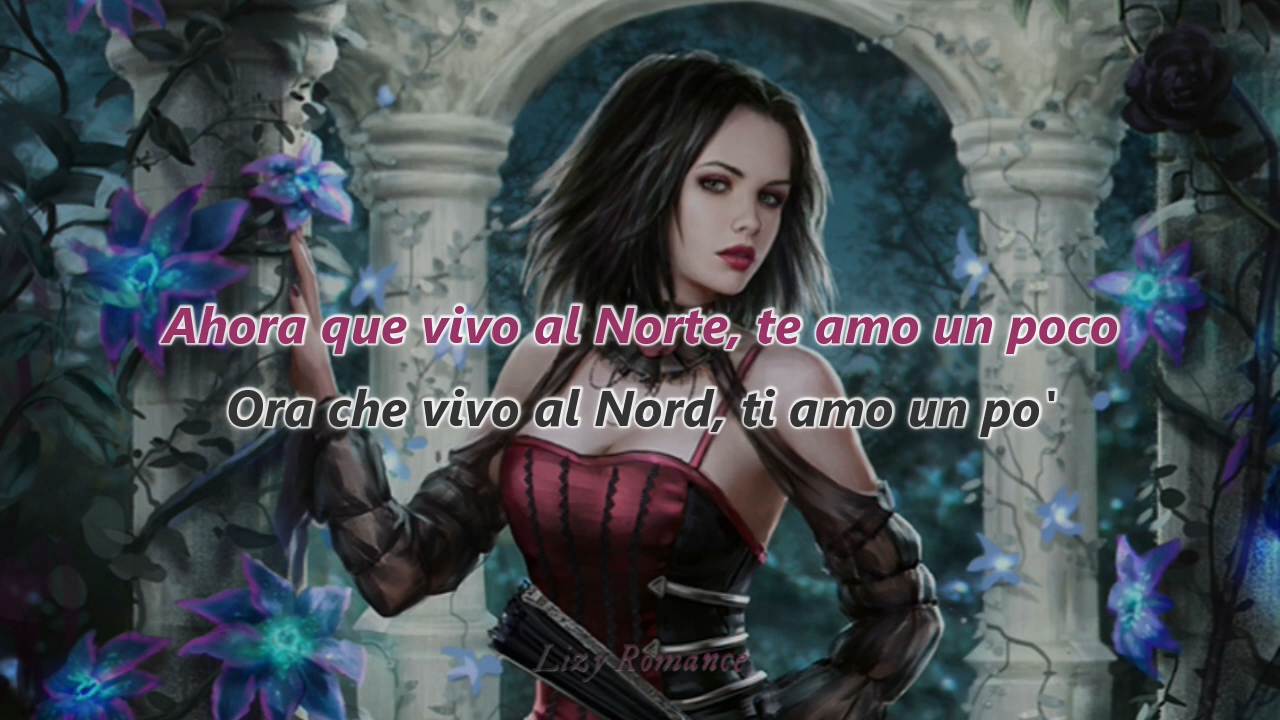 Ahora que vivo al Norte, te amo un poco
Ora che vivo al Nord, ti amo un po'
Lizy Romance